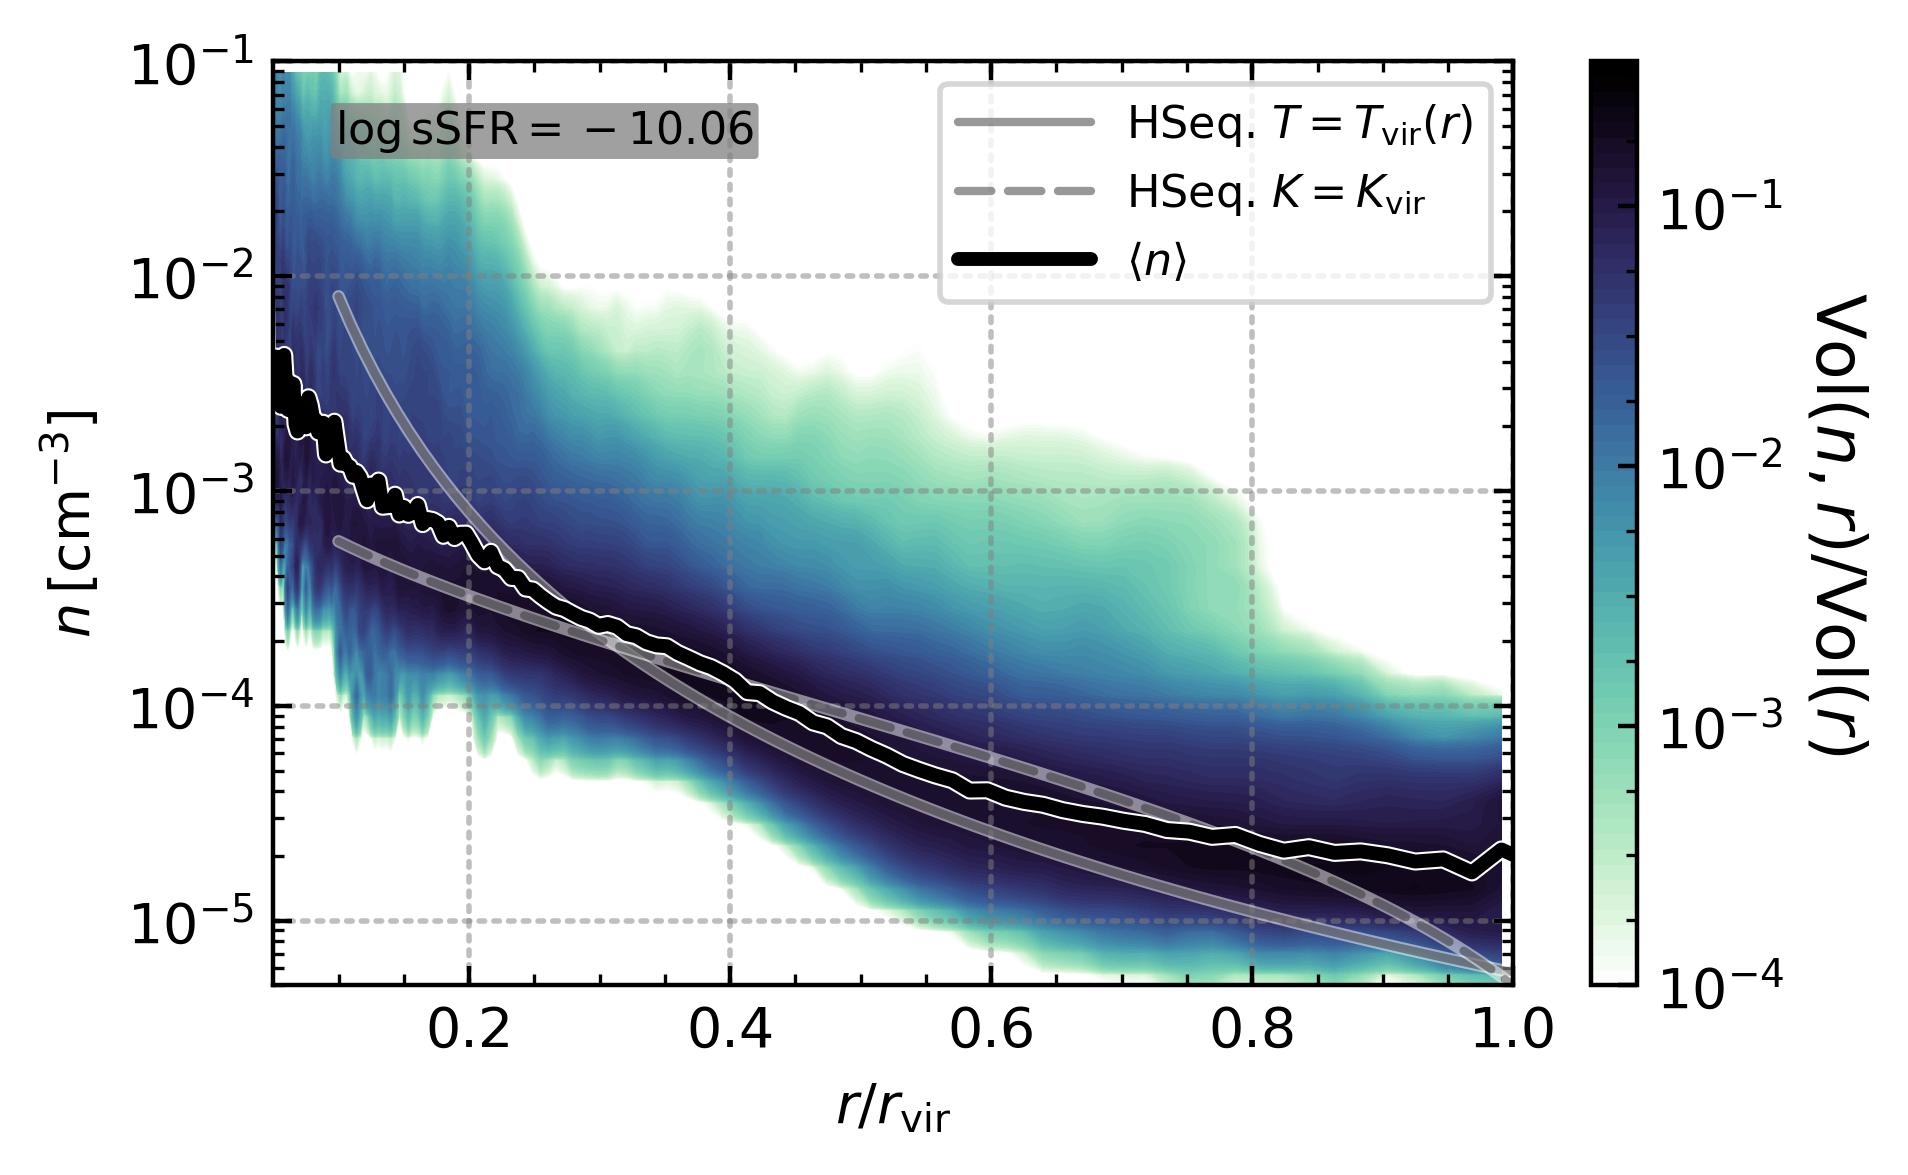 log sSFR = −10.06
HSeq. T = T_vir(r)
HSeq. K = K_vir
⟨n⟩
n [cm⁻³]
10⁻¹
10⁻²
10⁻³
10⁻⁴
10⁻⁵
0.2 0.4 0.6 0.8 1.0
r/r_vir
10⁻¹
10⁻²
10⁻³
10⁻⁴
Vol(n, r)/Vol(r)